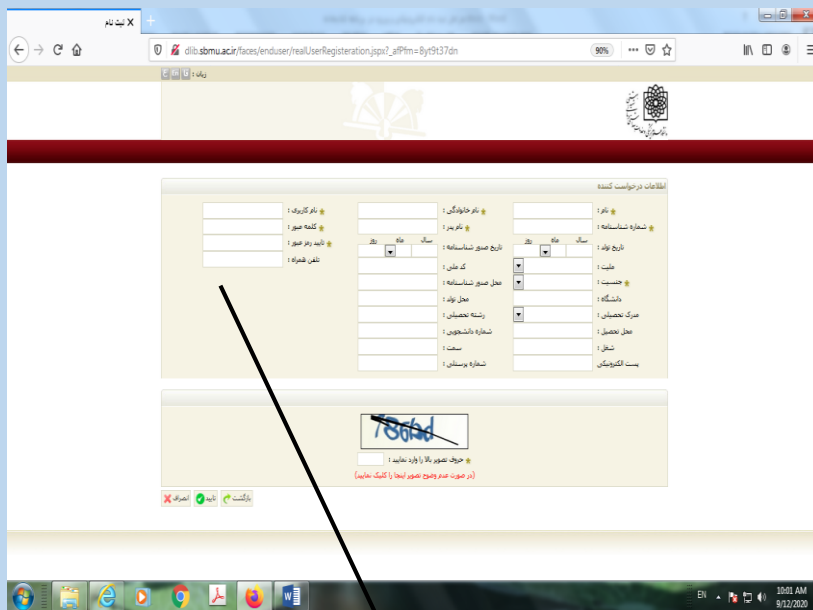 ثبت نام
dlib.sbmu.ac.ir/faces/enduser/realUserRegisteration.jspx?_afPfm=8yt9t37dn
90%
زبان :
اطلاعات درخواست کننده
نام :
نام خانوادگی :
نام کاربری :
شماره شناسنامه :
نام پدر :
کلمه عبور :
تاریخ تولد :
سال ماه روز
تاریخ صدور شناسنامه :
سال ماه روز
تایید رمز عبور :
ملیت :
کد ملی :
تلفن همراه :
جنسیت :
محل صدور شناسنامه :
دانشگاه :
محل تولد :
مدرک تحصیلی :
رشته تحصیلی :
محل تحصیل :
شماره دانشجویی :
شغل :
سمت :
پست الکترونیکی
شماره پرسنلی :
حروف تصویر بالا را وارد نمایید :
(در صورت عدم وضوح تصویر اینجا را کلیک نمایید)
بازگشت تایید انصراف
EN
10:01 AM
9/12/2020